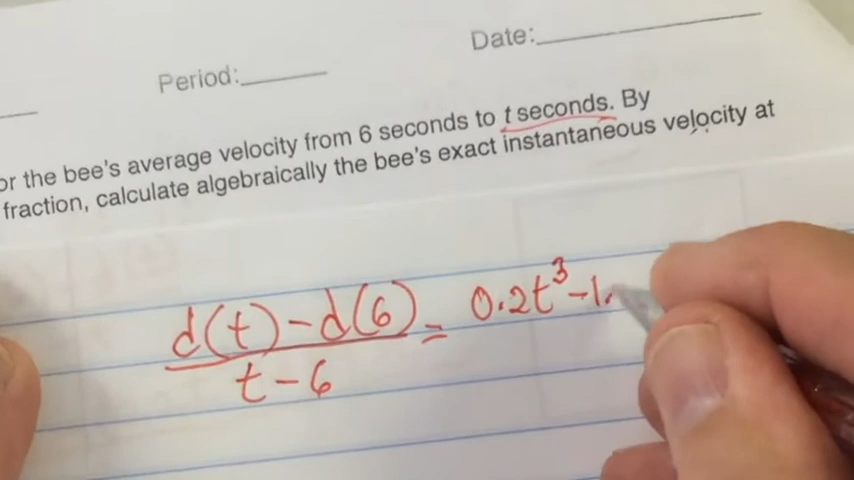 Date:
Period:
or the bee's average velocity from 6 seconds to t seconds. By
fraction, calculate algebraically the bee's exact instantaneous velocity at
d(t) - d(6) = 0.2t³ - 1.
t - 6